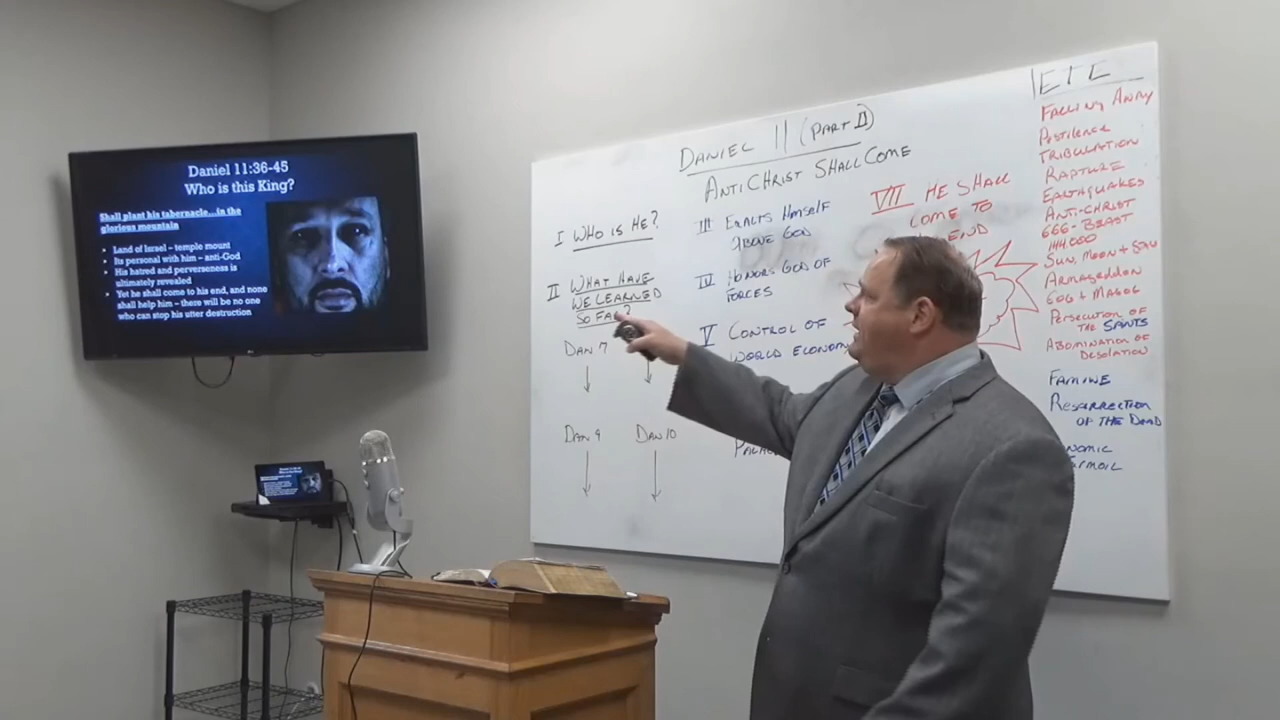 Daniel 11:36-45
Who is this King?
Shall plant his tabernacle...in the
glorious mountain
• Land of Israel – temple mount
• Its personal with him – anti-God
• His hatred and perverseness is
ultimately revealed
• Yet he shall come to his end, and none
shall help him – there will be no one
who can stop his utter destruction
DANIEL 11 (PART II)
ANTICHRIST SHALL COME
I WHO IS HE?
II WHAT HAVE
WE LEARNED
SO FAR?
DAN 7
DAN 9 DAN 10
III EXALTS HIMSELF
ABOVE GOD
IV HONORS GOD OF
FORCES
V CONTROL OF
WORLD ECONOM
VII HE SHALL
COME TO
END
FALLING AWAY
PESTILENCE
TRIBULATION
RAPTURE
EARTHQUAKES
ANTI-CHRIST
666-BEAST
144,000
SUN, MOON + STAR
ARMAGEDDON
GOG + MAGOG
PERSECUTION OF
THE SAINTS
ABOMINATION OF
DESOLATION
FAMINE
RESURRECTION
OF THE DEAD